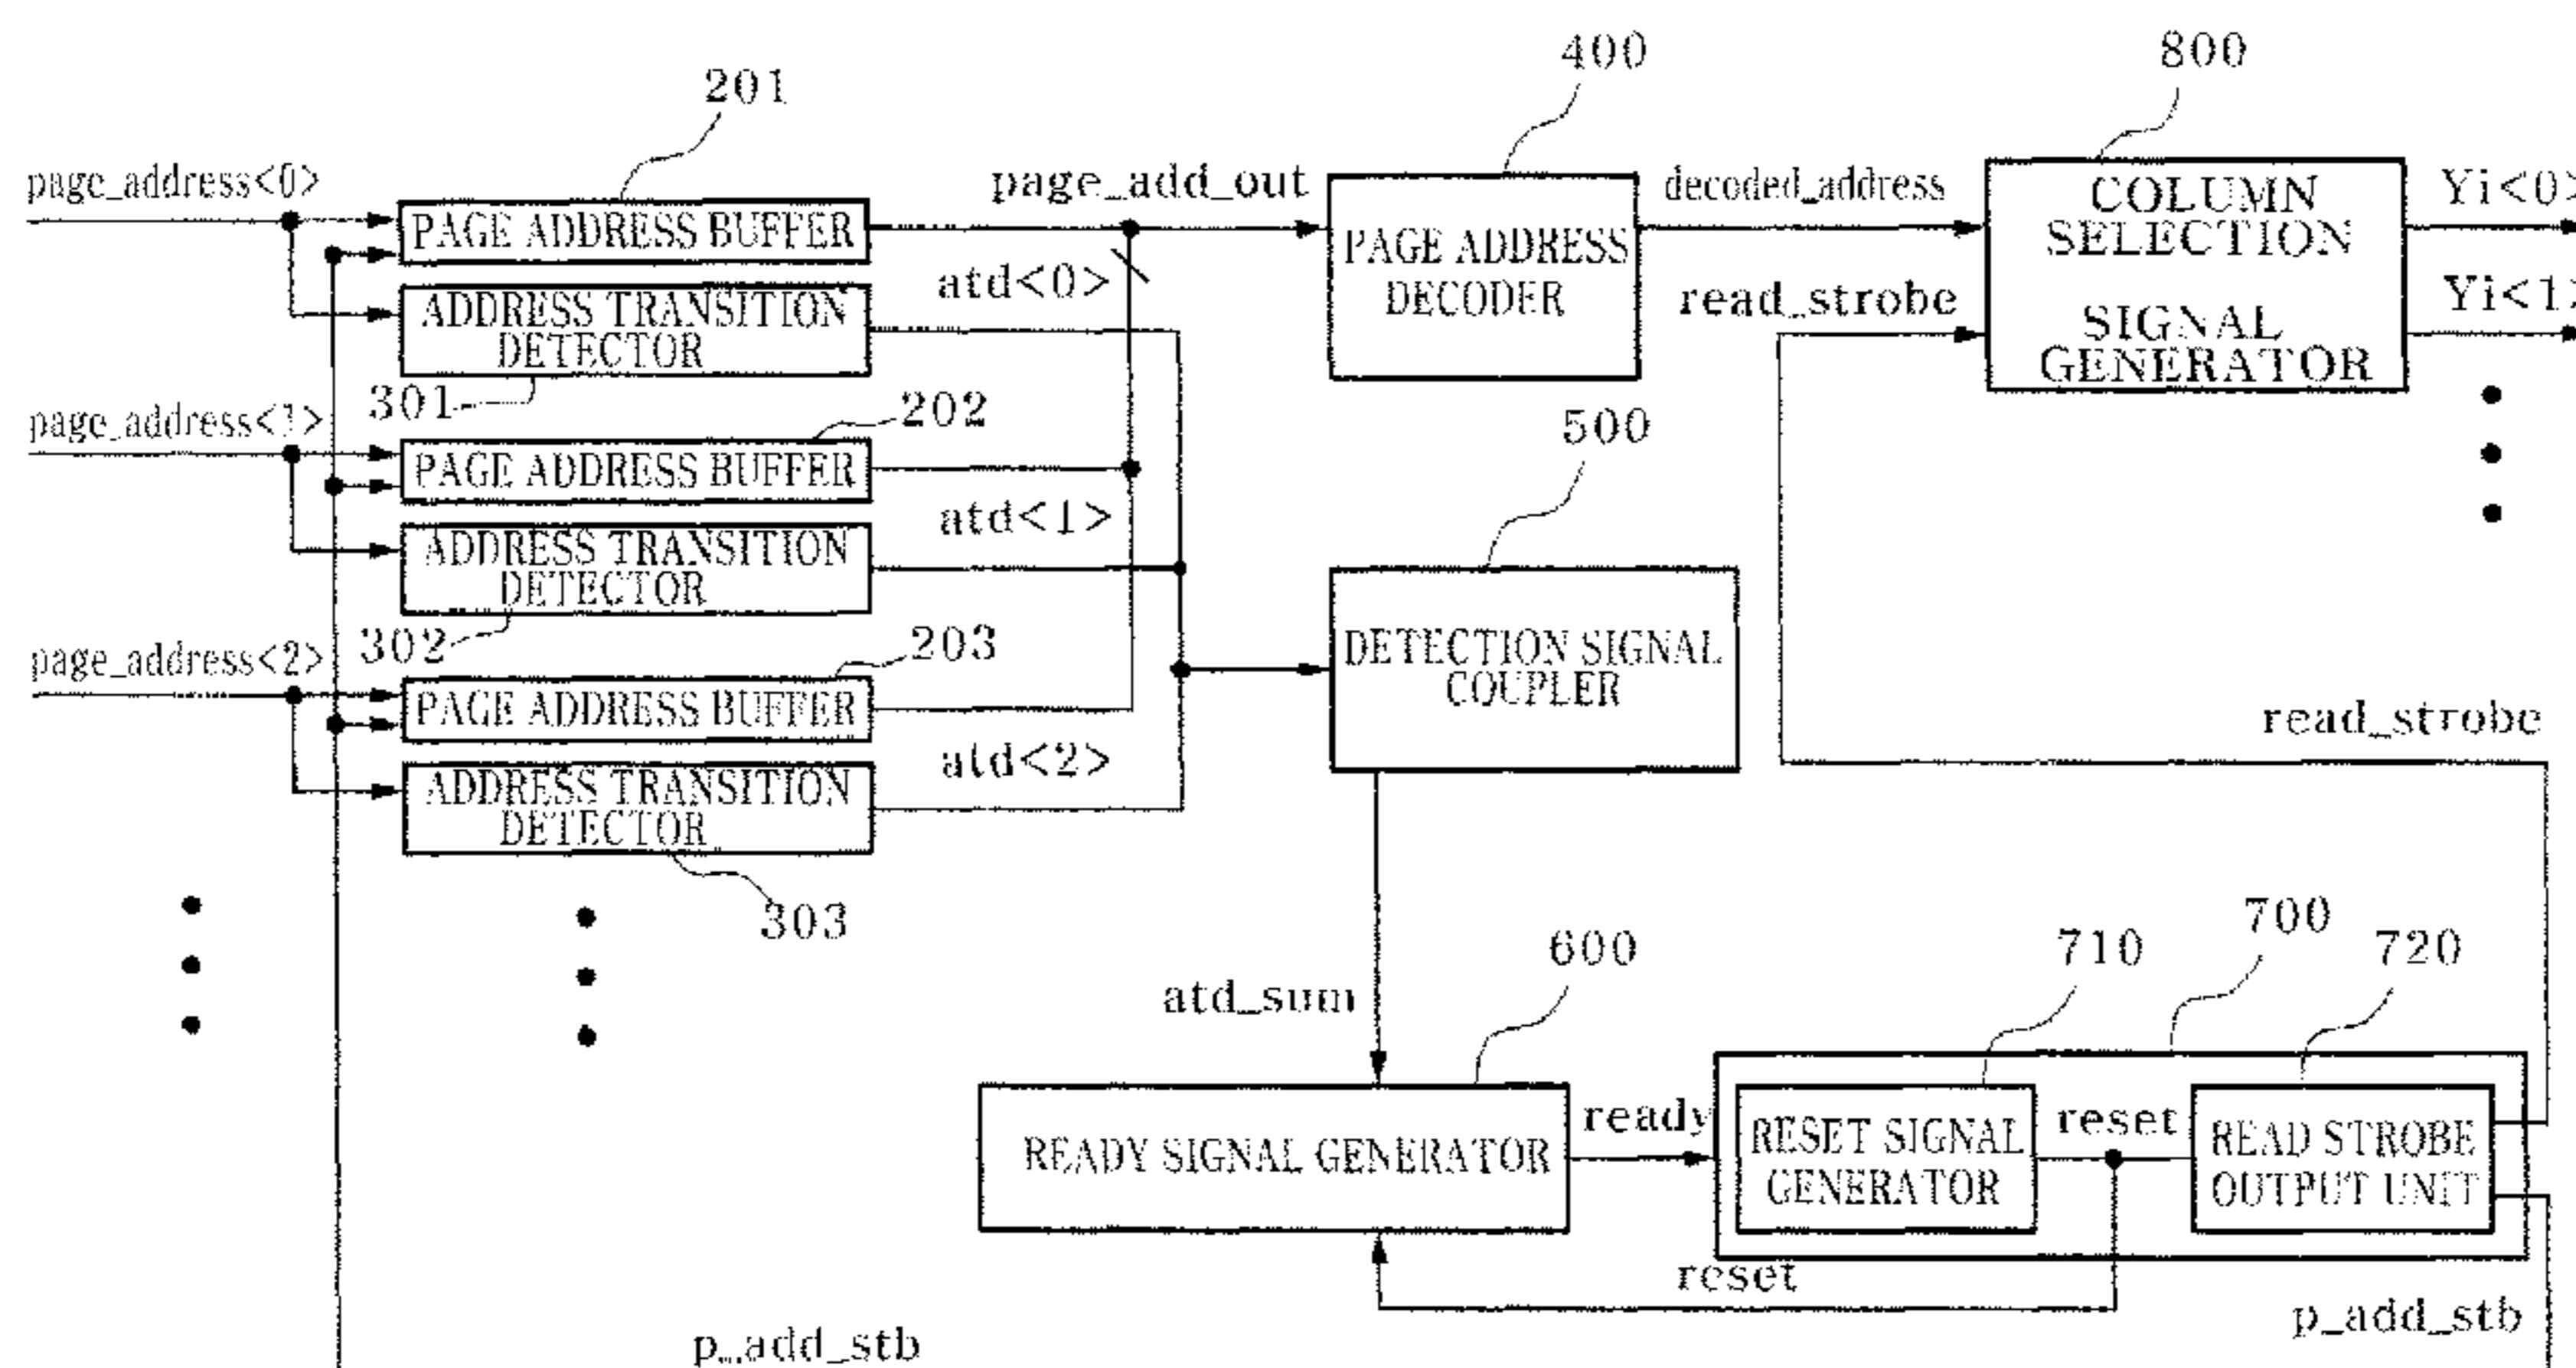 400
800
201
page_address<0>
page_add_out
decoded_address
Yi<0>
PAGE ADDRESS BUFFER
COLUMN
SELECTION
SIGNAL
GENERATOR
atd<0>
PAGE ADDRESS
DECODER
read_strobe
Yi<1>
ADDRESS TRANSITION
DETECTOR
301
202
page_address<1>
500
PAGE ADDRESS BUFFER
atd<1>
ADDRESS TRANSITION
DETECTOR
302
203
page_address<2>
DETECTION SIGNAL
COUPLER
PAGE ADDRESS BUFFER
read_strobe
atd<2>
ADDRESS TRANSITION
DETECTOR
303
600
710
700
720
atd_sum
ready
reset
READY SIGNAL GENERATOR
RESET SIGNAL
GENERATOR
READ STROBE
OUTPUT UNIT
reset
p_add_stb
p_add_stb